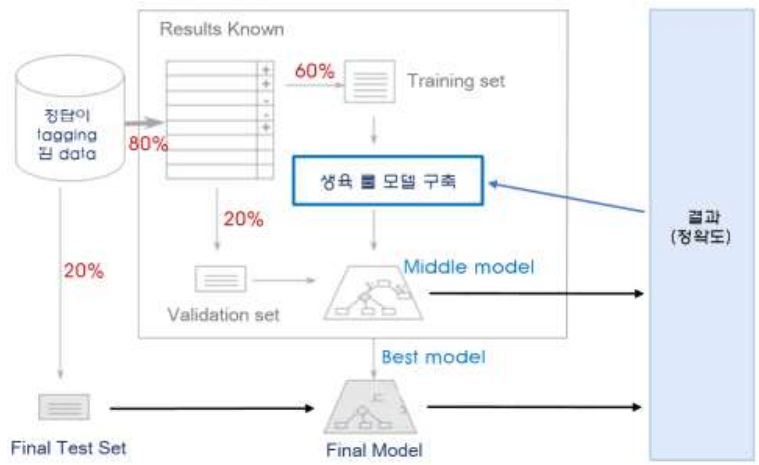 Results Known
+
+
-
-
+
60%
Training set
정답이
tagging
된 data
80%
생육 룰 모델 구축
20%
결과
(정확도)
20%
Middle model
Validation set
Best model
Final Test Set
Final Model